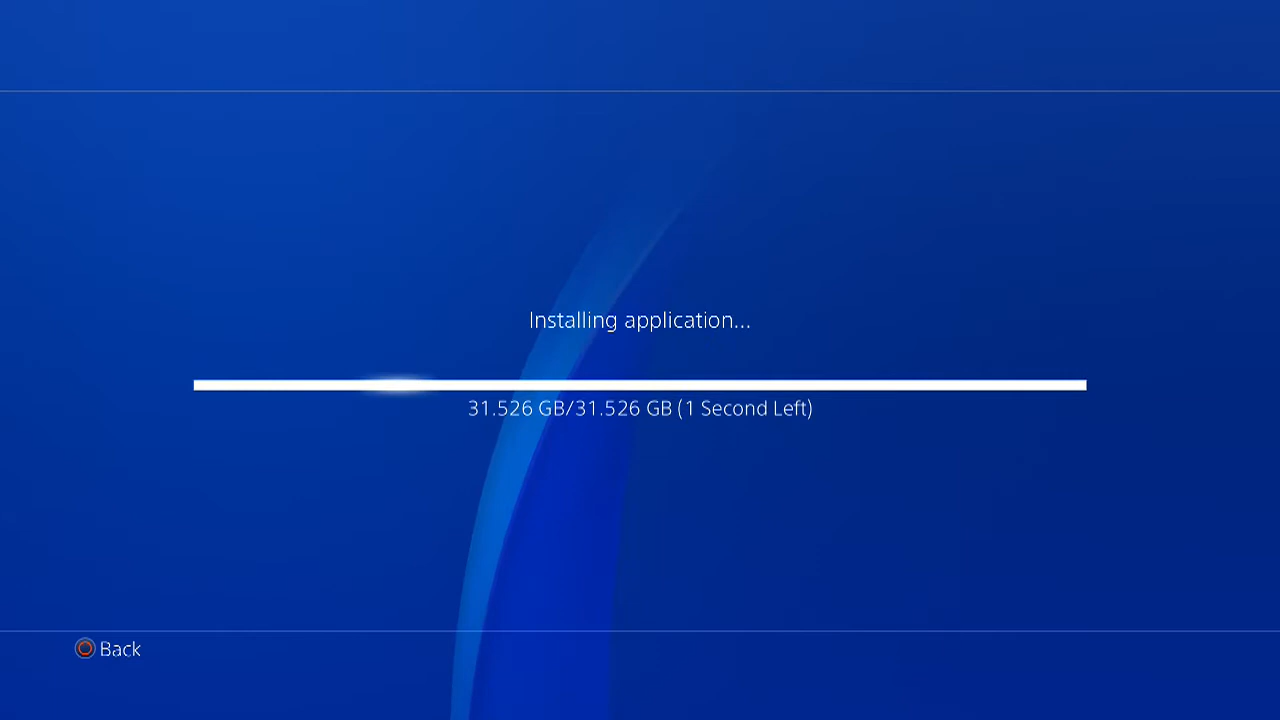 Installing application...
31.526 GB/31.526 GB (1 Second Left)
Back